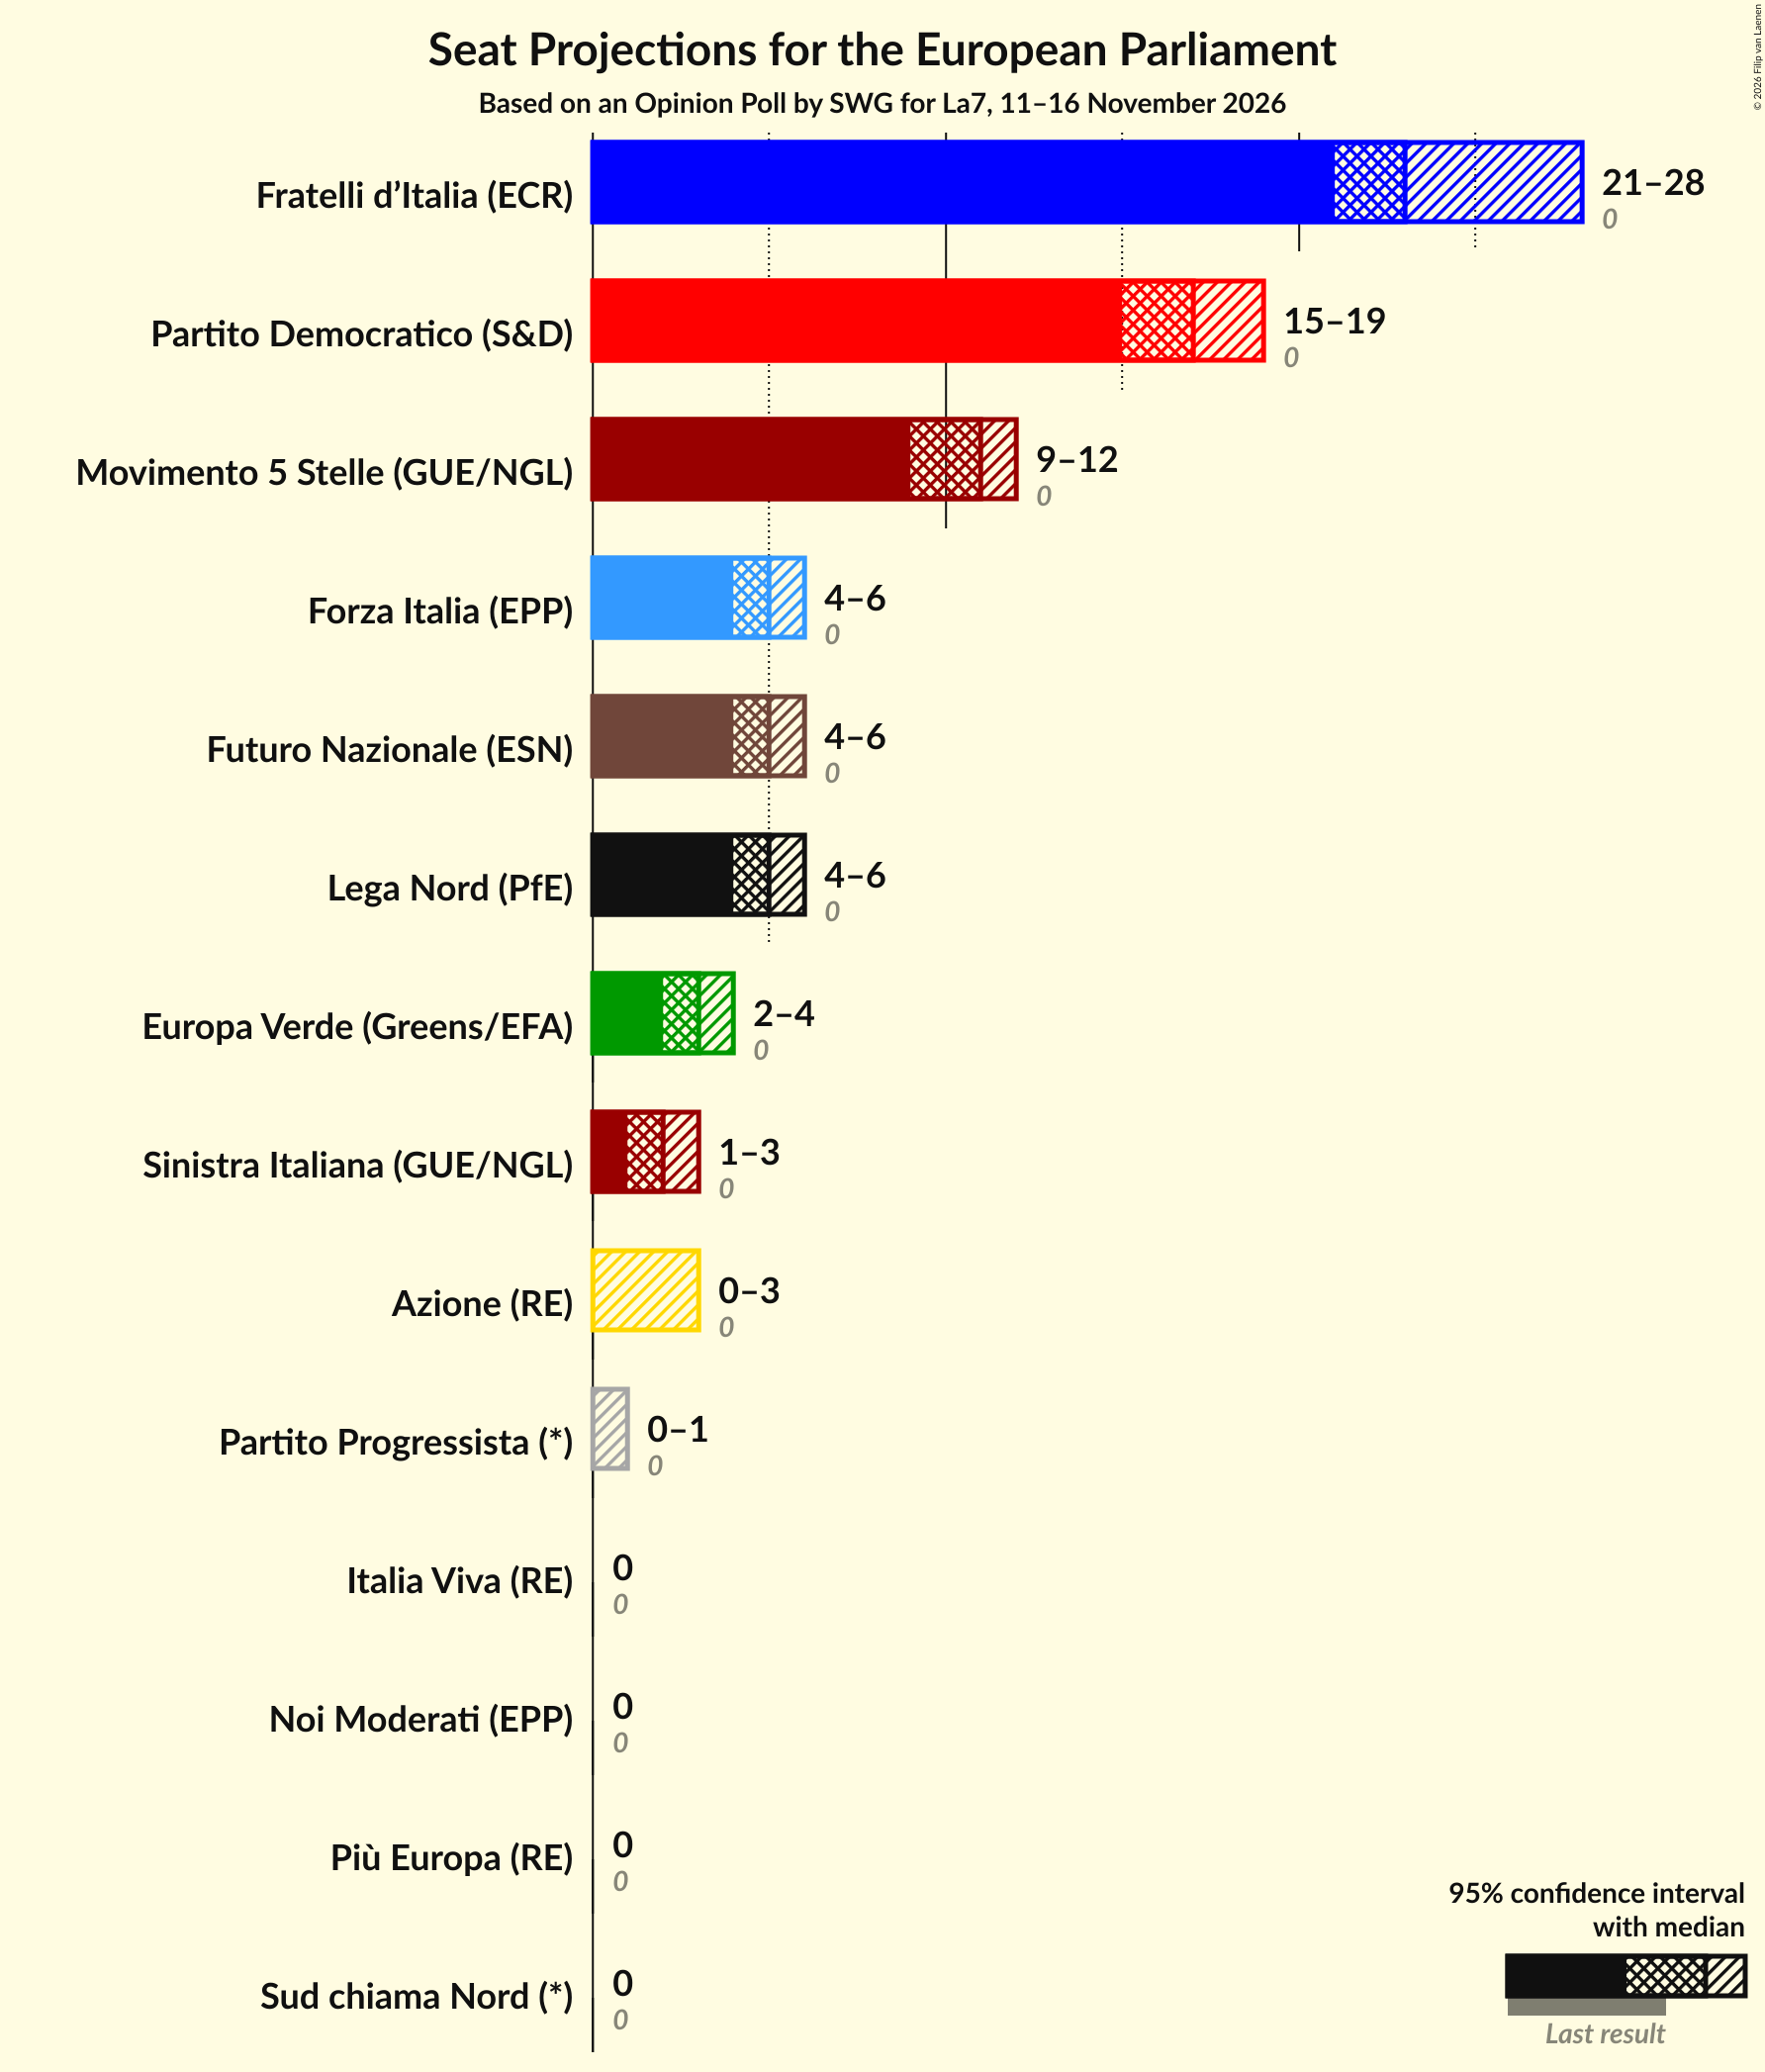 © 2026 Filip van Laenen
Seat Projections for the European Parliament
Based on an Opinion Poll by SWG for La7, 11–16 November 2026
Fratelli d’Italia (ECR)
21–28
0
Partito Democratico (S&D)
15–19
0
Movimento 5 Stelle (GUE/NGL)
9–12
0
Forza Italia (EPP)
4–6
0
Futuro Nazionale (ESN)
4–6
0
Lega Nord (PfE)
4–6
0
Europa Verde (Greens/EFA)
2–4
0
Sinistra Italiana (GUE/NGL)
1–3
0
Azione (RE)
0–3
0
Partito Progressista (*)
0–1
0
Italia Viva (RE)
0
0
Noi Moderati (EPP)
0
0
Più Europa (RE)
0
0
Sud chiama Nord (*)
0
0
95% confidence interval
with median
Last result